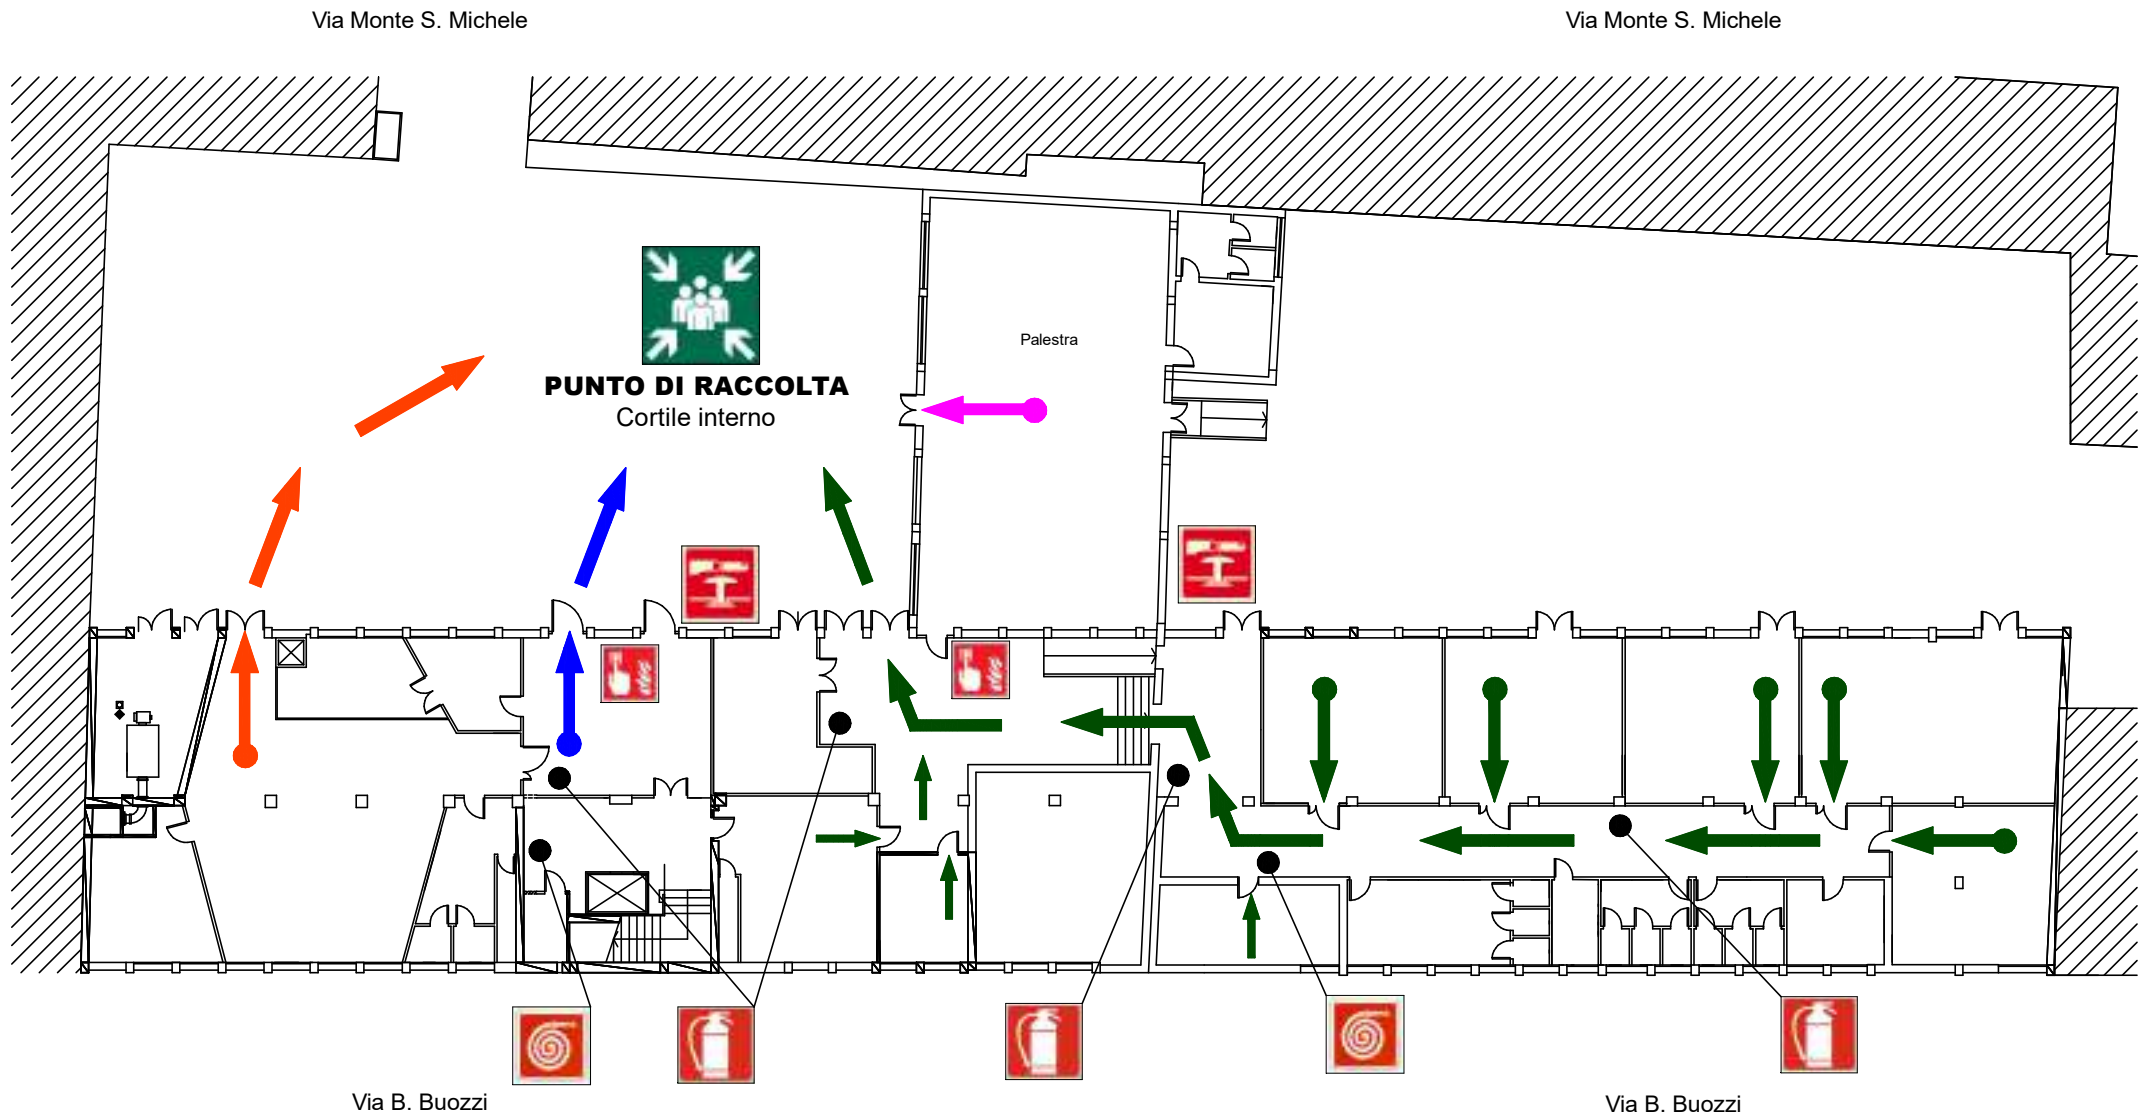 Via Monte S. Michele
Via Monte S. Michele
PUNTO DI RACCOLTA
Cortile interno
Palestra
Via B. Buozzi
Via B. Buozzi